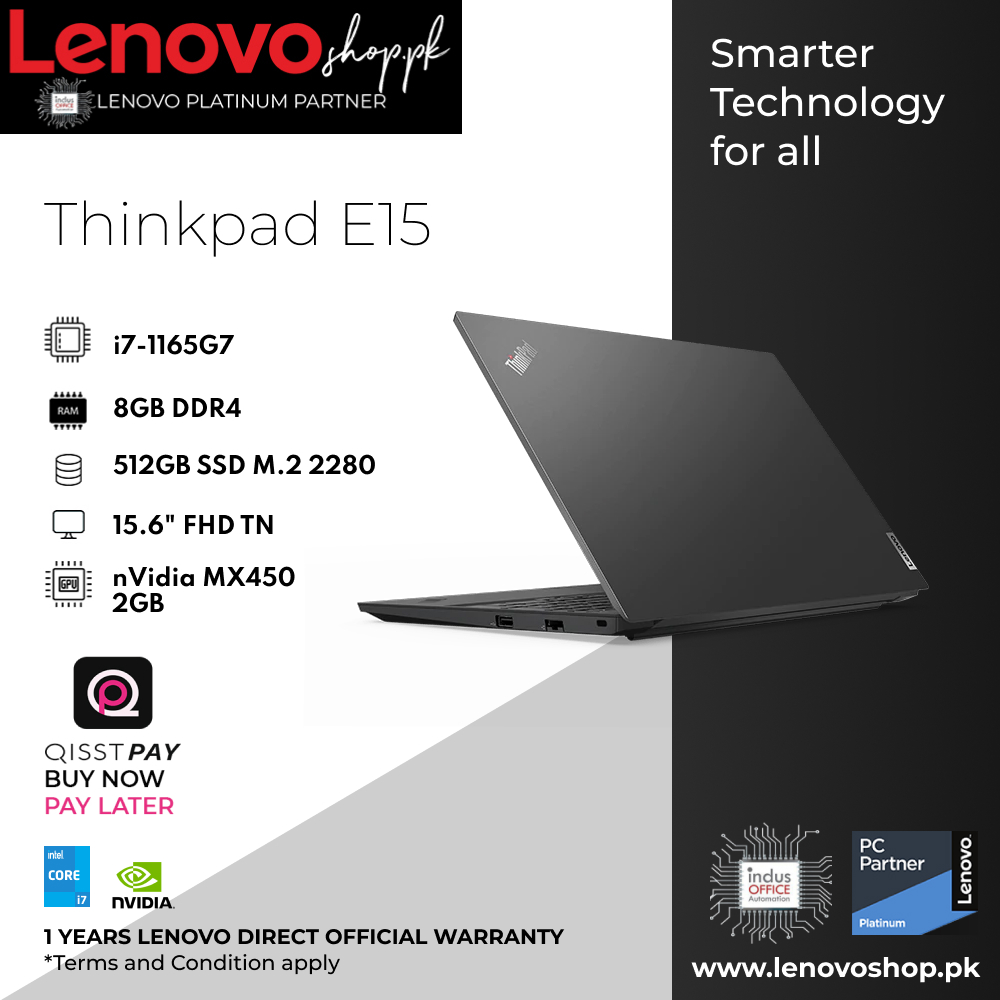 Lenovo shop.pk
indus
OFFICE
LENOVO PLATINUM PARTNER
Smarter
Technology
for all
Thinkpad E15
i7-1165G7
RAM
8GB DDR4
512GB SSD M.2 2280
15.6" FHD TN
GPU
nVidia MX450
2GB
ThinkPad
Lenovo
QISSTPAY
BUY NOW
PAY LATER
intel
CORE
i7
NVIDIA.
indus
OFFICE
Automation
PC
Partner
Lenovo
Platinum
1 YEARS LENOVO DIRECT OFFICIAL WARRANTY
*Terms and Condition apply
www.lenovoshop.pk